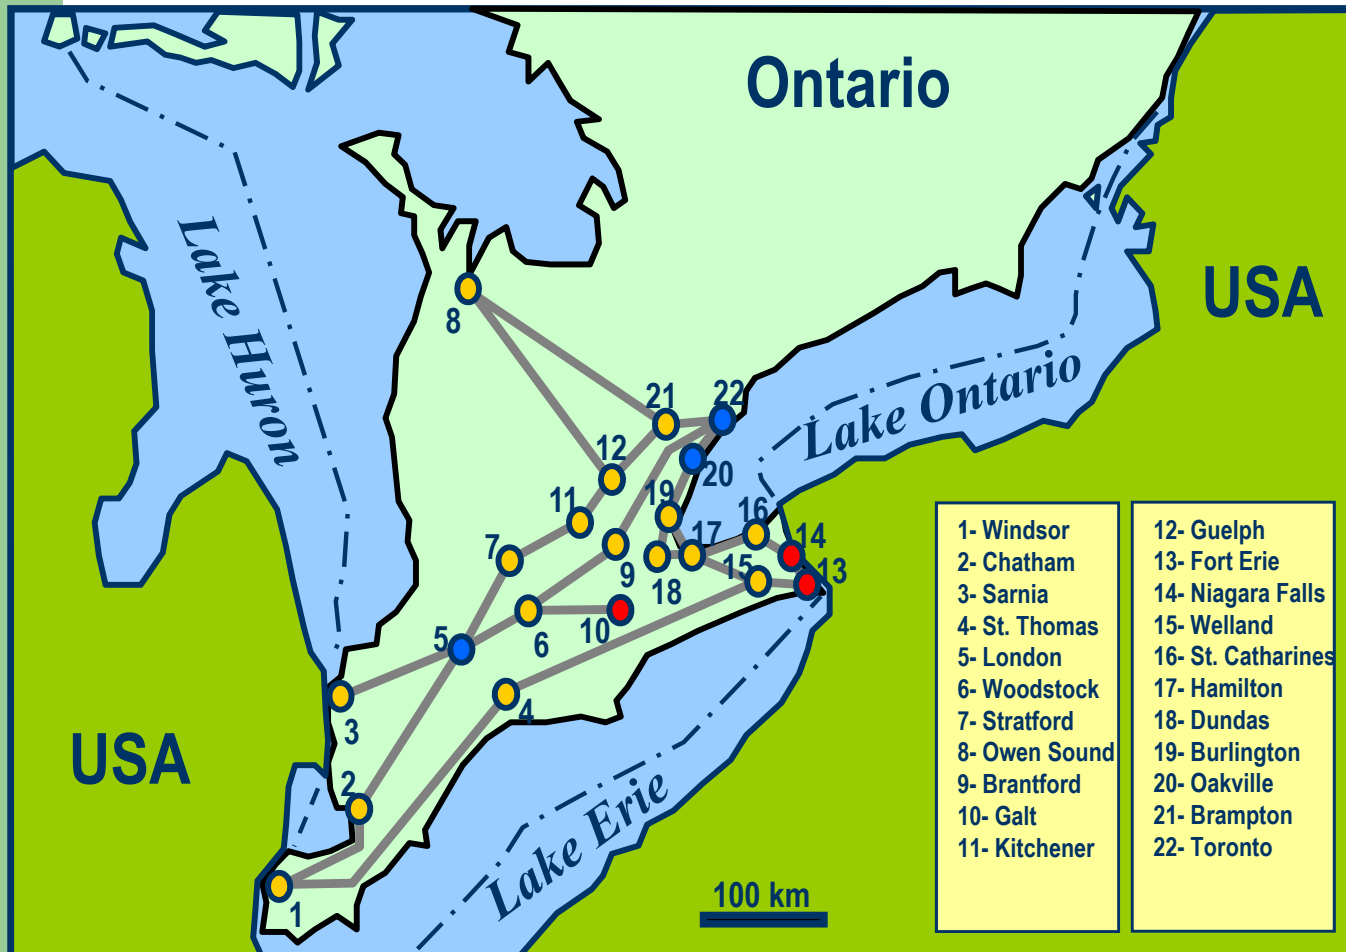 Ontario
USA
Lake Huron
Lake Ontario
8
21
22
12
20
11
19
16
7
17
14
9
18
15
13
5
6
10
3
4
2
1
USA
Lake Erie
100 km
1- Windsor
2- Chatham
3- Sarnia
4- St. Thomas
5- London
6- Woodstock
7- Stratford
8- Owen Sound
9- Brantford
10- Galt
11- Kitchener
12- Guelph
13- Fort Erie
14- Niagara Falls
15- Welland
16- St. Catharines
17- Hamilton
18- Dundas
19- Burlington
20- Oakville
21- Brampton
22- Toronto